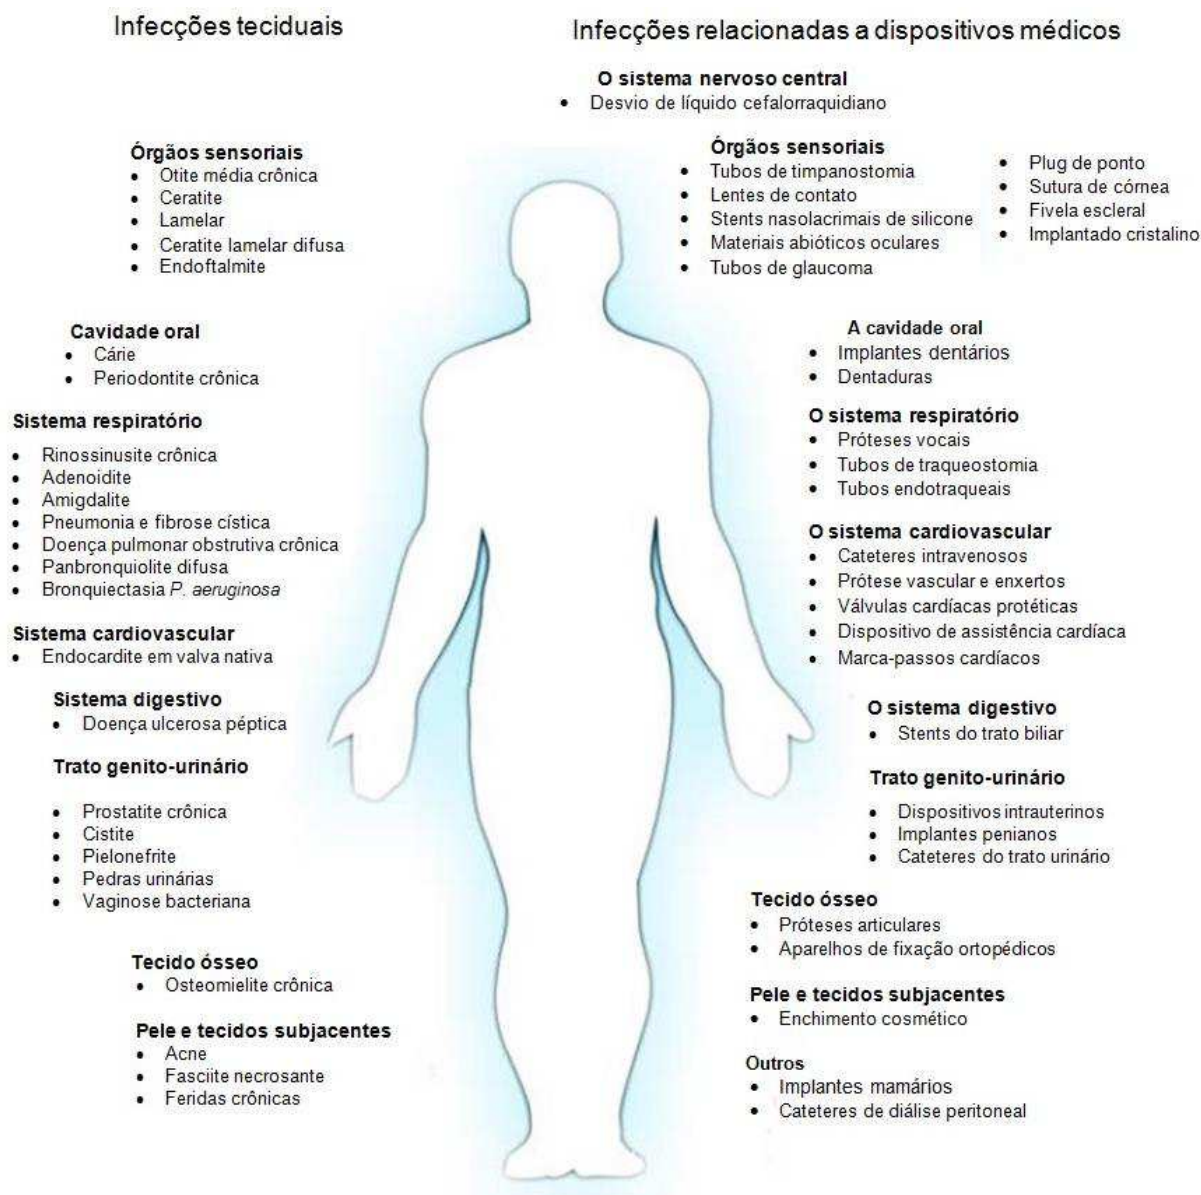 Infecções teciduais
Órgãos sensoriais
• Otite média crônica
• Ceratite
• Lamelar
• Ceratite lamelar difusa
• Endoftalmite
Cavidade oral
• Cárie
• Periodontite crônica
Sistema respiratório
• Rinossinusite crônica
• Adenoidite
• Amigdalite
• Pneumonia e fibrose cística
• Doença pulmonar obstrutiva crônica
• Panbronquiolite difusa
• Bronquiectasia P. aeruginosa
Sistema cardiovascular
• Endocardite em valva nativa
Sistema digestivo
• Doença ulcerosa péptica
Trato genito-urinário
• Prostatite crônica
• Cistite
• Pielonefrite
• Pedras urinárias
• Vaginose bacteriana
Tecido ósseo
• Osteomielite crônica
Pele e tecidos subjacentes
• Acne
• Fasciite necrosante
• Feridas crônicas
Infecções relacionadas a dispositivos médicos
O sistema nervoso central
• Desvio de líquido cefalorraquidiano
Órgãos sensoriais
• Tubos de timpanostomia
• Lentes de contato
• Stents nasolacrimais de silicone
• Materiais abióticos oculares
• Tubos de glaucoma
• Plug de ponto
• Sutura de córnea
• Fivela escleral
• Implantado cristalino
A cavidade oral
• Implantes dentários
• Dentaduras
O sistema respiratório
• Próteses vocais
• Tubos de traqueostomia
• Tubos endotraqueais
O sistema cardiovascular
• Cateteres intravenosos
• Prótese vascular e enxertos
• Válvulas cardíacas protéticas
• Dispositivo de assistência cardíaca
• Marca-passos cardíacos
O sistema digestivo
• Stents do trato biliar
Trato genito-urinário
• Dispositivos intrauterinos
• Implantes penianos
• Cateteres do trato urinário
Tecido ósseo
• Próteses articulares
• Aparelhos de fixação ortopédicos
Pele e tecidos subjacentes
• Enchimento cosmético
Outros
• Implantes mamários
• Cateteres de diálise peritoneal